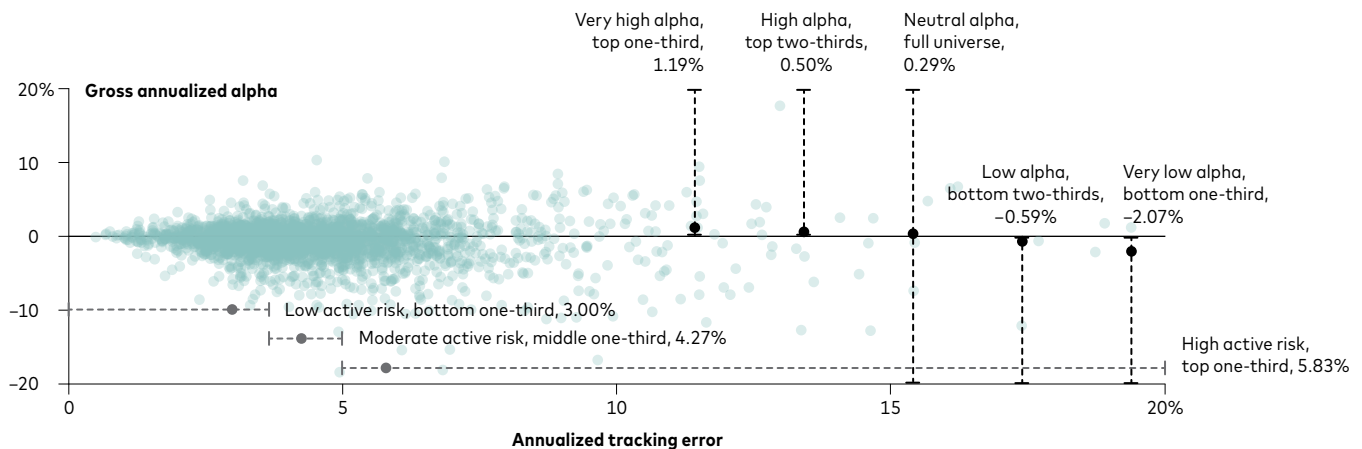 Very high alpha,
top one-third,
1.19%
High alpha,
top two-thirds,
0.50%
Neutral alpha,
full universe,
0.29%
20%
Gross annualized alpha
10
Low alpha,
bottom two-thirds,
−0.59%
Very low alpha,
bottom one-third,
−2.07%
0
−10
Low active risk, bottom one-third, 3.00%
Moderate active risk, middle one-third, 4.27%
High active risk,
top one-third, 5.83%
−20
0
5
10
15
20%
Annualized tracking error